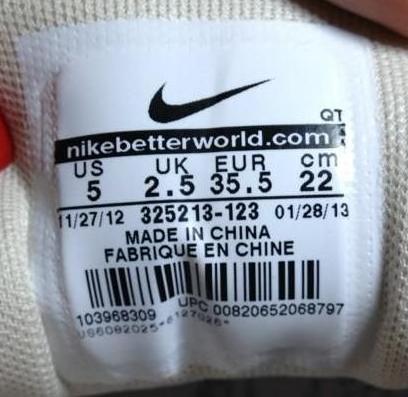 QT
nikebetterworld.com
US UK EUR cm
5 2.5 35.5 22
11/27/12 325213-123 01/28/13
MADE IN CHINA
FABRIQUE EN CHINE
103968309 UPC 00820652068797